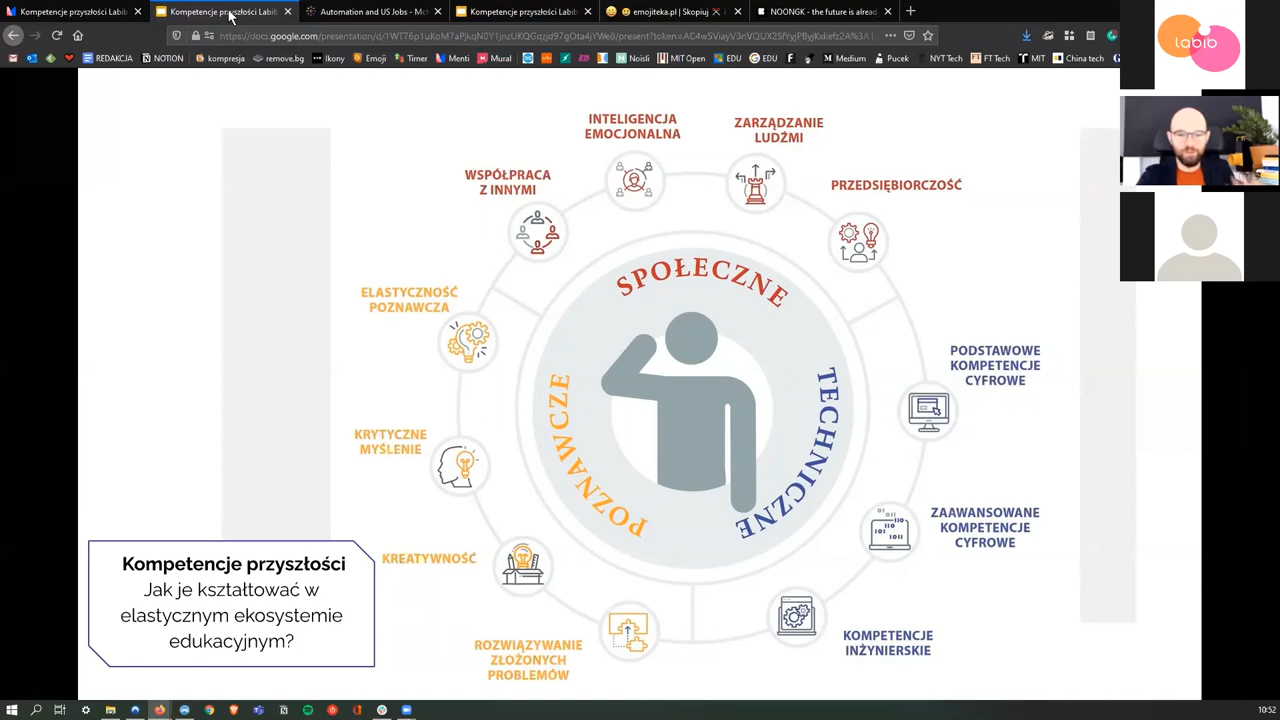 Kompetencje przyszłości Labib
Kompetencje przyszłości Labib
Automation and US Jobs - McK
Kompetencje przyszłości Labib
emojiteka.pl | Skopiuj
NOONGK - the future is alread
REDAKCJA
NOTION
kompresja
remove.bg
Ikony
Emoji
Timer
Menti
Mural
Noisli
MIT Open
EDU
EDU
Medium
Pucek
NYT Tech
FT Tech
MIT
China tech
labib
INTELIGENCJA
EMOCJONALNA
ZARZĄDZANIE
LUDŹMI
WSPÓŁPRACA
Z INNYMI
PRZEDSIĘBIORCZOŚĆ
SPOŁECZNE
ELASTYCZNOŚĆ
POZNAWCZA
PODSTAWOWE
KOMPETENCJE
CYFROWE
POZNAWCZE
TECHNICZNE
KRYTYCZNE
MYŚLENIE
ZAAWANSOWANE
KOMPETENCJE
CYFROWE
KREATYWNOŚĆ
Kompetencje przyszłości
Jak je kształtować w
elastycznym ekosystemie
edukacyjnym?
KOMPETENCJE
INŻYNIERSKIE
ROZWIĄZYWANIE
ZŁOŻONYCH
PROBLEMÓW
10:52